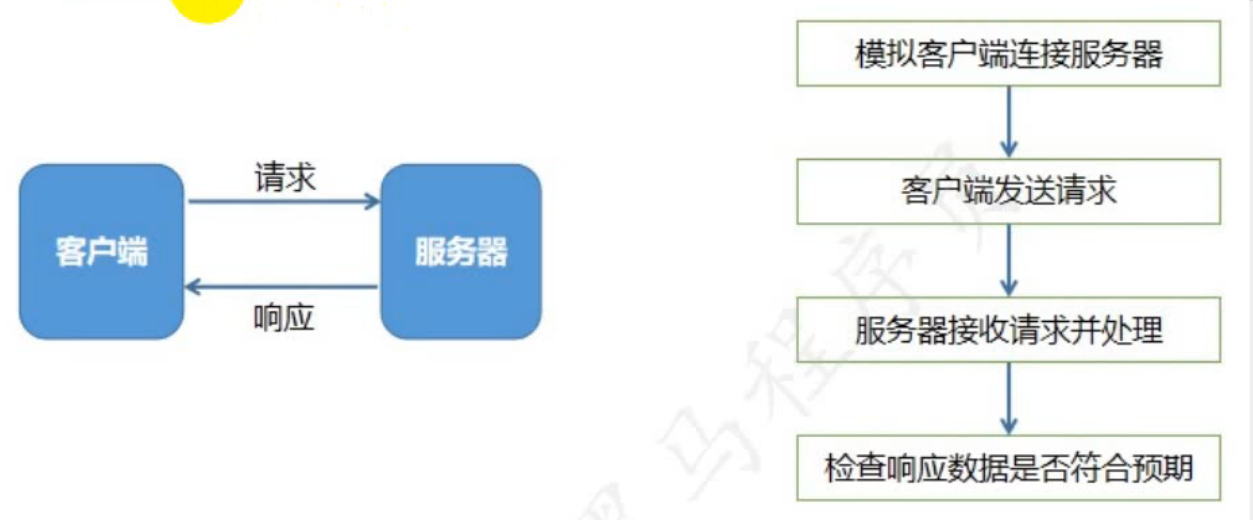 请求
客户端
服务器
响应
模拟客户端连接服务器
客户端发送请求
服务器接收请求并处理
检查响应数据是否符合预期
黑马程序员